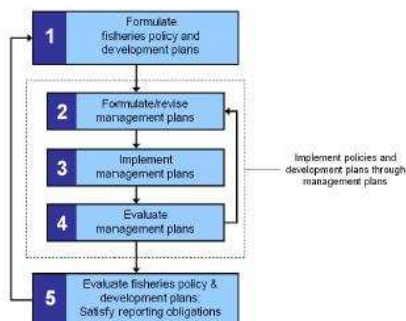 1
Formulate
fisheries policy and
development plans
2
Formulate/revise
management plans
3
Implement
management plans
4
Evaluate
management plans
Implement policies and
development plans through
management plans
5
Evaluate fisheries policy &
development plans:
Satisfy reporting obligations